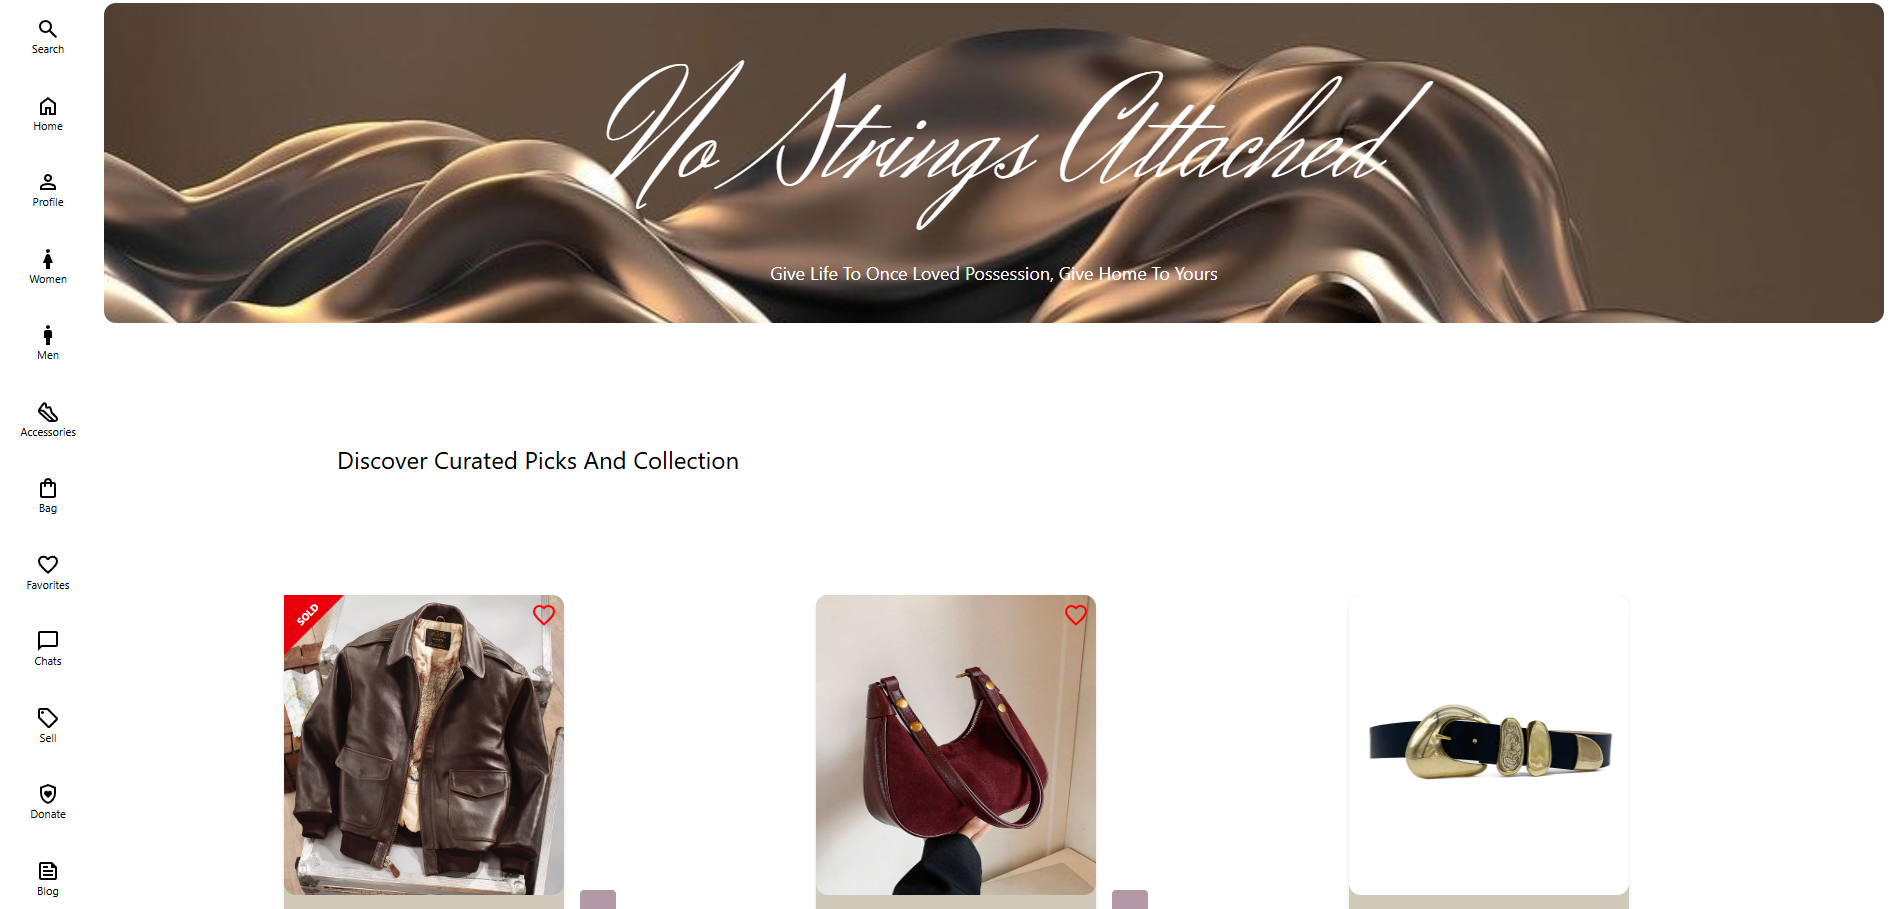 Search
Home
Profile
Women
Men
Accessories
Bag
Favorites
Chats
Sell
Donate
Blog
No Strings Attached
Give Life To Once Loved Possession, Give Home To Yours
Discover Curated Picks And Collection
SOLD